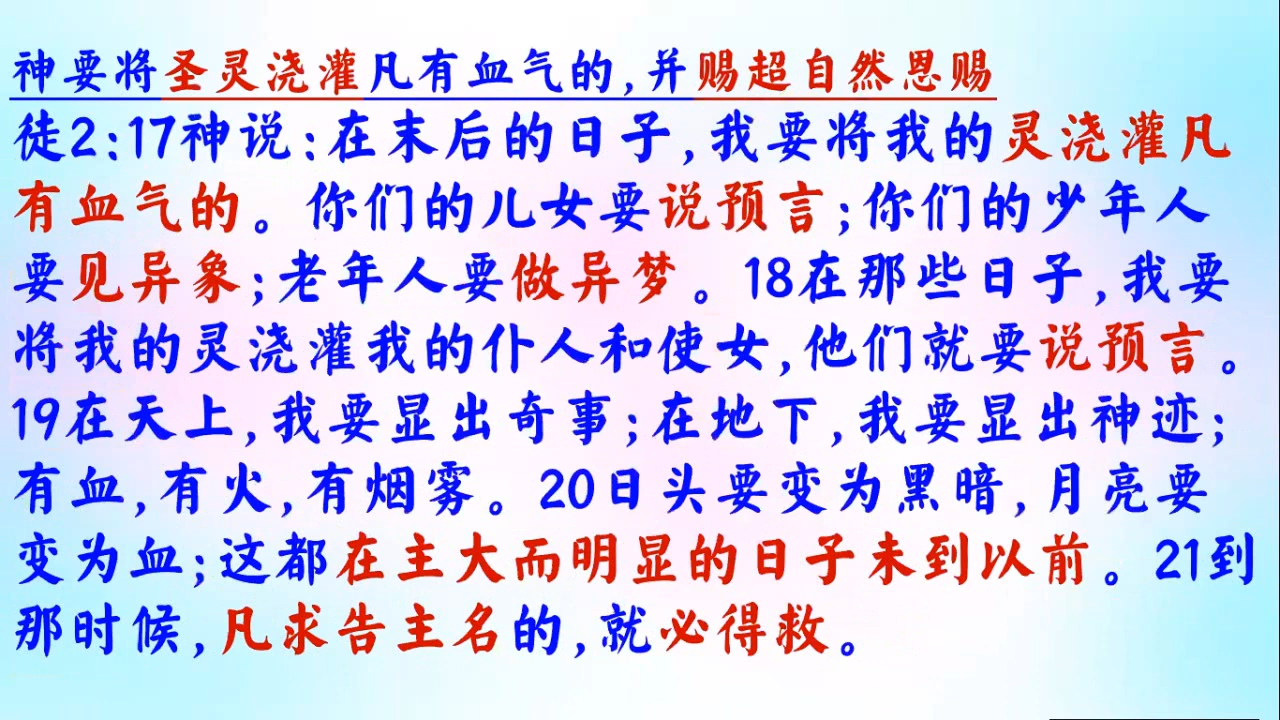 神要将圣灵浇灌凡有血气的,并赐超自然恩赐
徒2:17神说:在末后的日子,我要将我的灵浇灌凡
有血气的。你们的儿女要说预言;你们的少年人
要见异象;老年人要做异梦。18在那些日子,我要
将我的灵浇灌我的仆人和使女,他们就要说预言。
19在天上,我要显出奇事;在地下,我要显出神迹;
有血,有火,有烟雾。20日头要变为黑暗,月亮要
变为血;这都在主大而明显的日子未到以前。21到
那时候,凡求告主名的,就必得救。